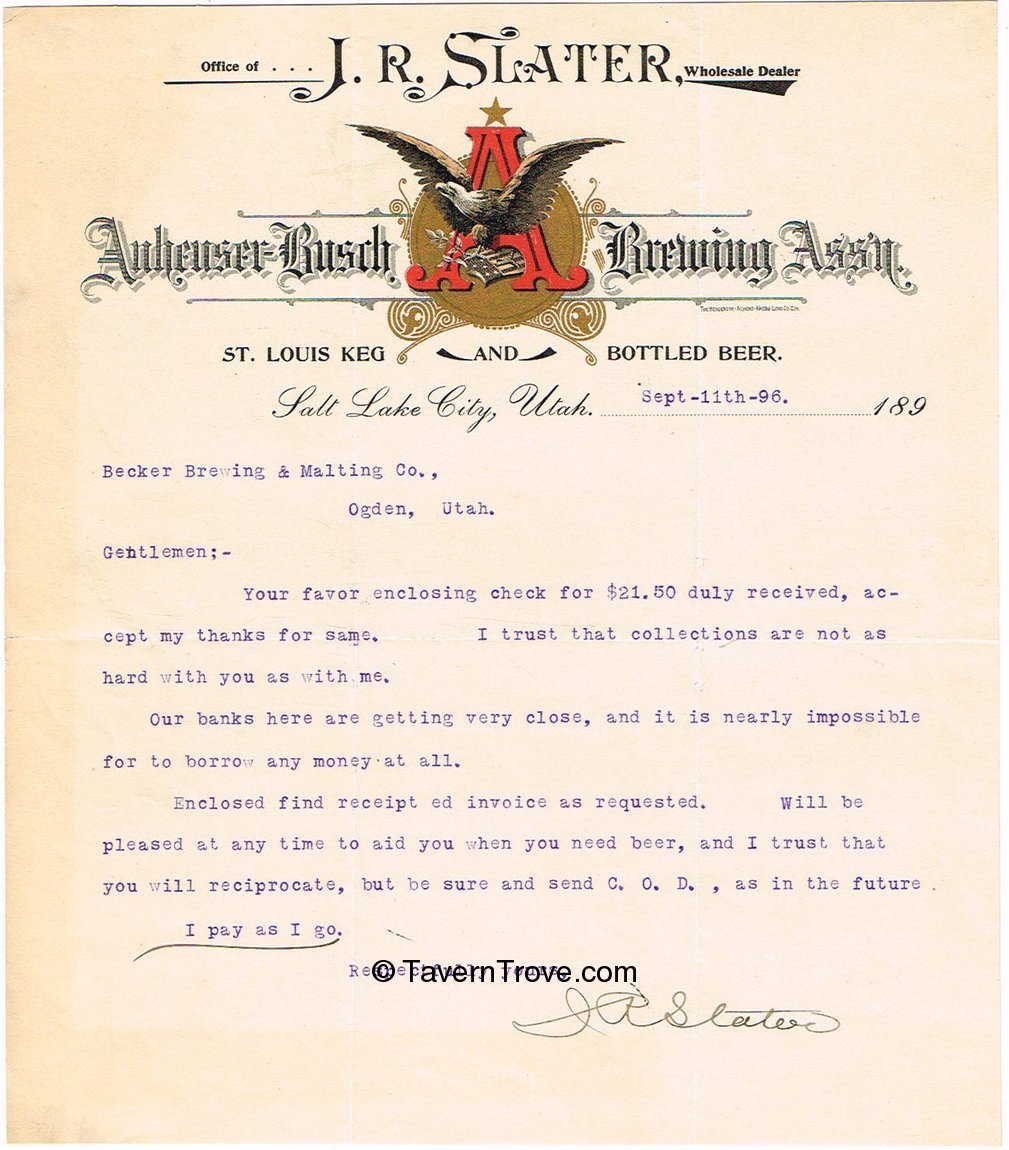 Office of . . . J. R. SLATER, Wholesale Dealer
A
Anheuser-Busch Brewing Ass'n.
ST. LOUIS KEG AND BOTTLED BEER.
Salt Lake City, Utah. Sept-11th-96. 189
Becker Brewing & Malting Co.,
Ogden, Utah.
Gentlemen;-
Your favor enclosing check for $21.50 duly received, ac-
cept my thanks for same. I trust that collections are not as
hard with you as with me.
Our banks here are getting very close, and it is nearly impossible
for to borrow any money at all.
Enclosed find receipt ed invoice as requested. Will be
pleased at any time to aid you when you need beer, and I trust that
you will reciprocate, but be sure and send C. O. D. , as in the future
I pay as I go.
Respectfully yours,
© TavernTrove.com
J R Slater